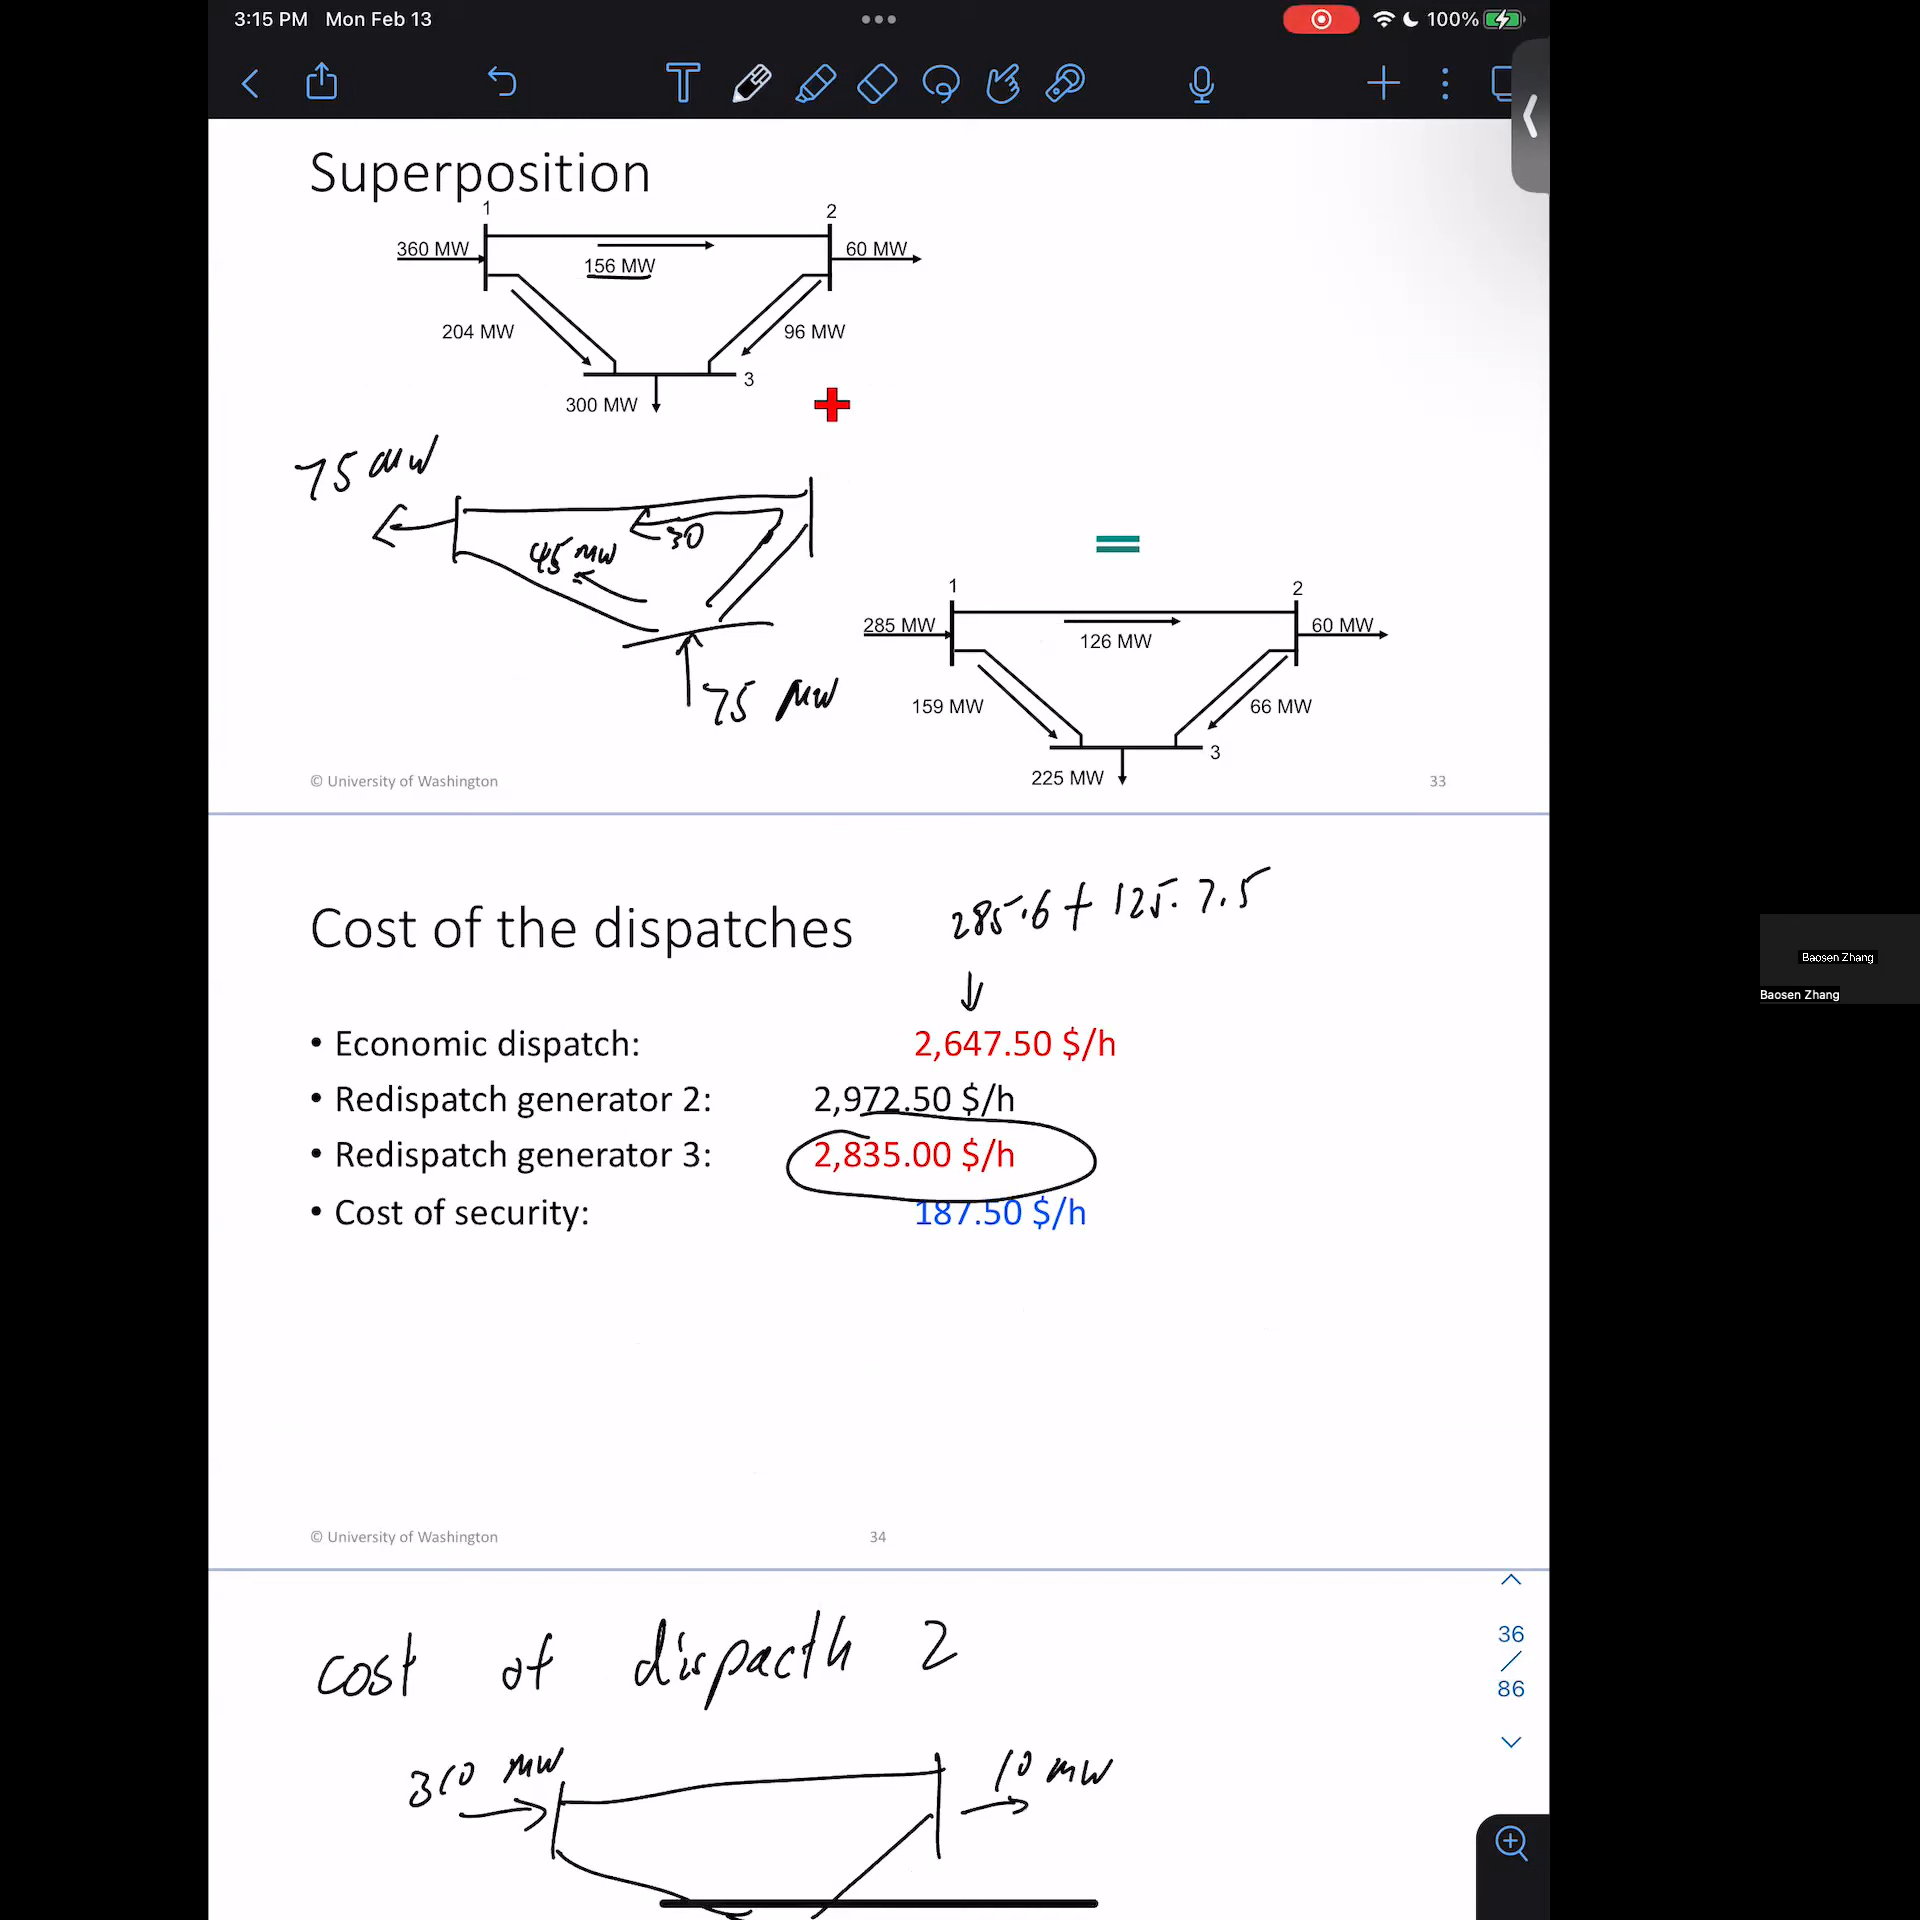 3:15 PM Mon Feb 13
100%
Superposition
1
2
360 MW
60 MW
156 MW
204 MW
96 MW
3
300 MW
75 MW
30
45 MW
75 MW
1
2
285 MW
60 MW
126 MW
159 MW
66 MW
3
225 MW
© University of Washington
33
285·6 + 125·7.5
Cost of the dispatches
• Economic dispatch: 2,647.50 $/h
• Redispatch generator 2: 2,972.50 $/h
• Redispatch generator 3: 2,835.00 $/h
• Cost of security: 187.50 $/h
Baosen Zhang
Baosen Zhang
© University of Washington
34
cost of dispacth 2
36
/
86
310 MW
10 MW